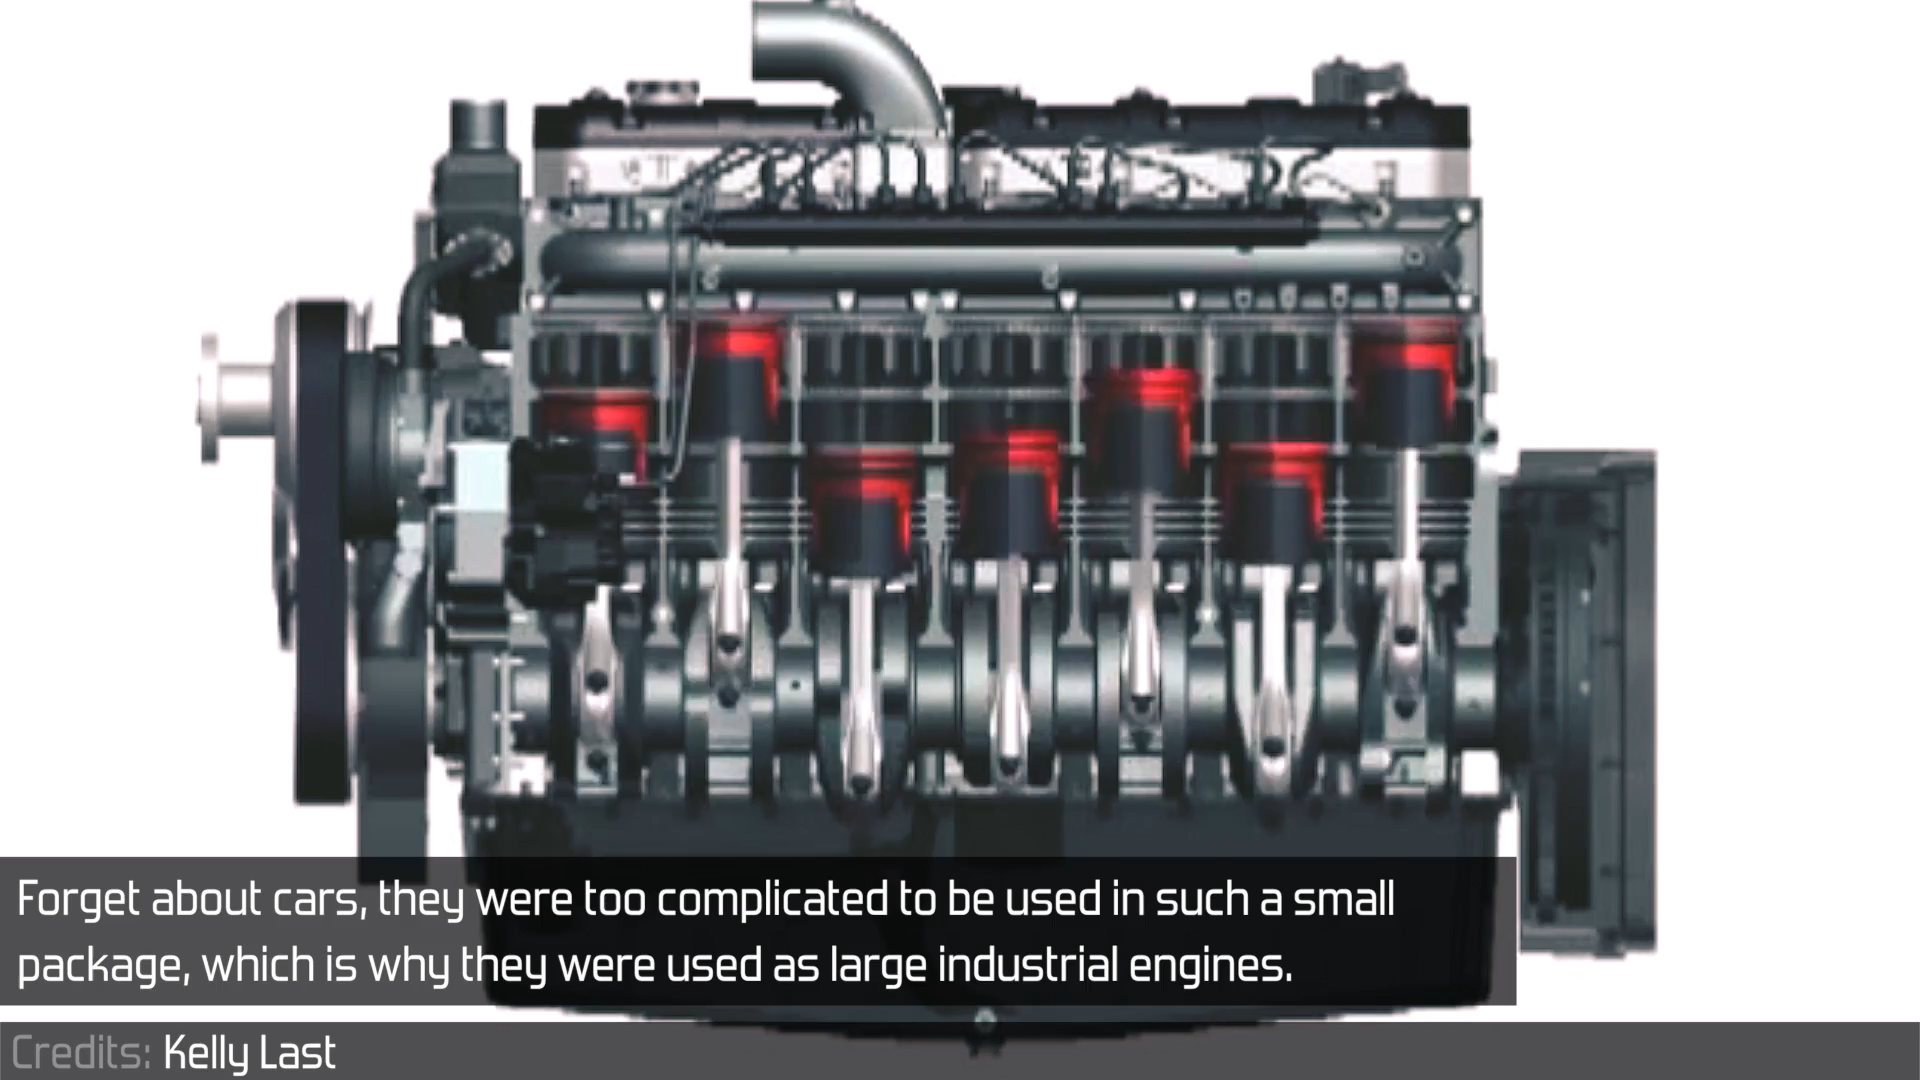 Forget about cars, they were too complicated to be used in such a small
package, which is why they were used as large industrial engines.
Credits: Kelly Last